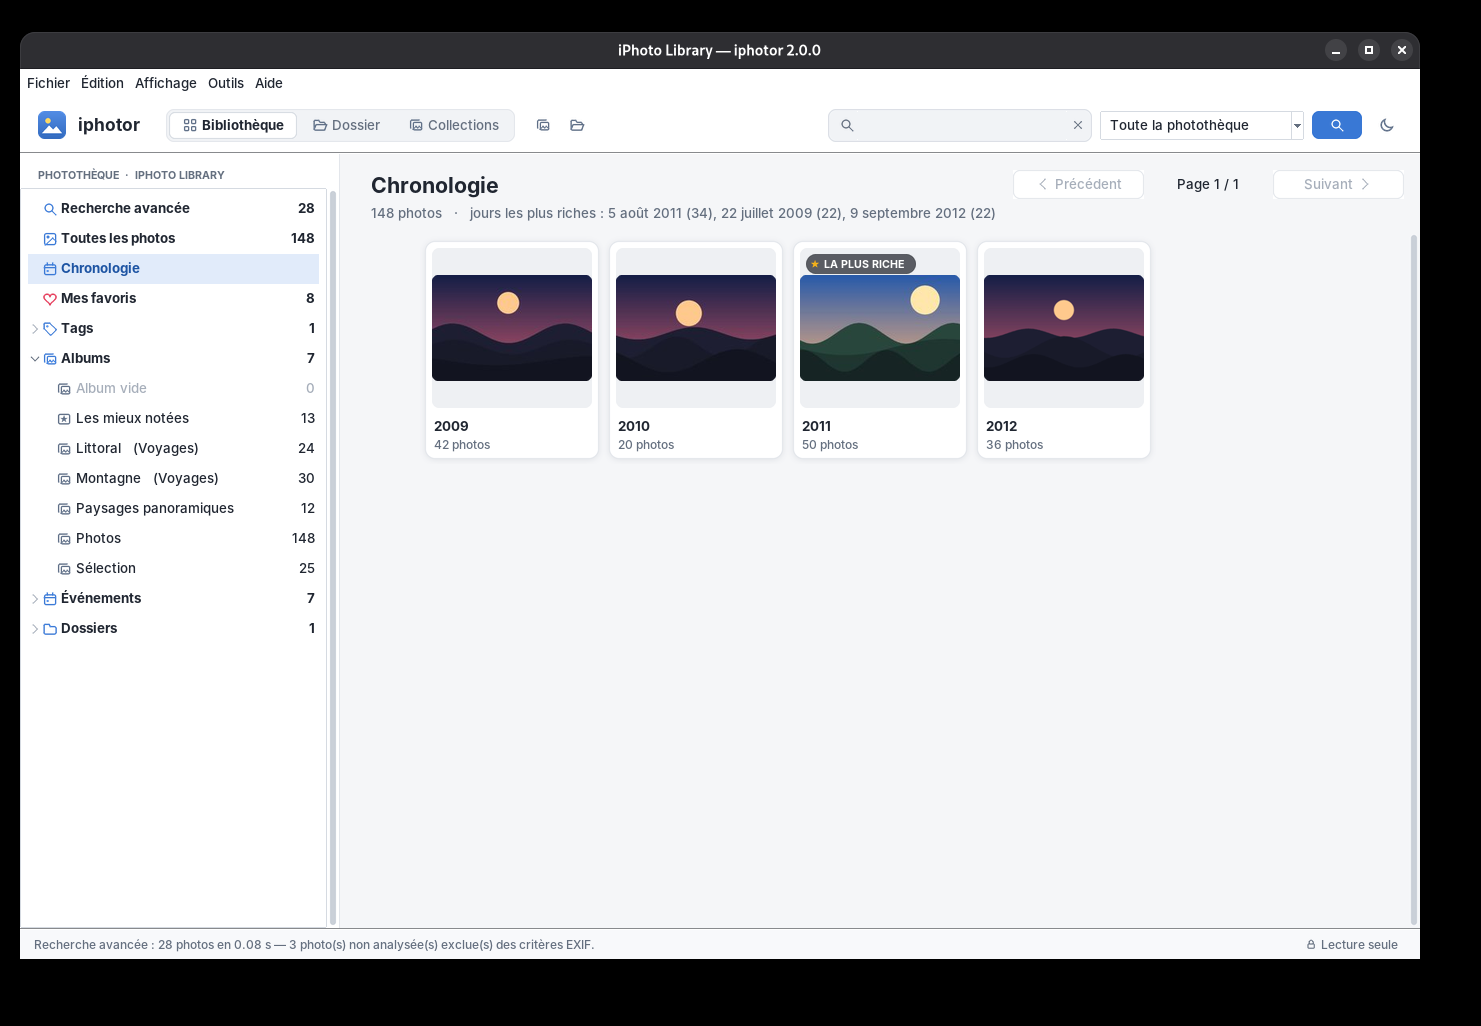 iPhoto Library — iphotor 2.0.0
Fichier Édition Affichage Outils Aide
iphotor Bibliothèque Dossier Collections Toute la photothèque
PHOTOTHÈQUE · IPHOTO LIBRARY
Recherche avancée 28
Toutes les photos 148
Chronologie
Mes favoris 8
Tags 1
Albums 7
Album vide 0
Les mieux notées 13
Littoral (Voyages) 24
Montagne (Voyages) 30
Paysages panoramiques 12
Photos 148
Sélection 25
Événements 7
Dossiers 1
Chronologie
Précédent Page 1 / 1 Suivant
148 photos · jours les plus riches : 5 août 2011 (34), 22 juillet 2009 (22), 9 septembre 2012 (22)
2009
42 photos
2010
20 photos
LA PLUS RICHE
2011
50 photos
2012
36 photos
Recherche avancée : 28 photos en 0.08 s — 3 photo(s) non analysée(s) exclue(s) des critères EXIF.
Lecture seule